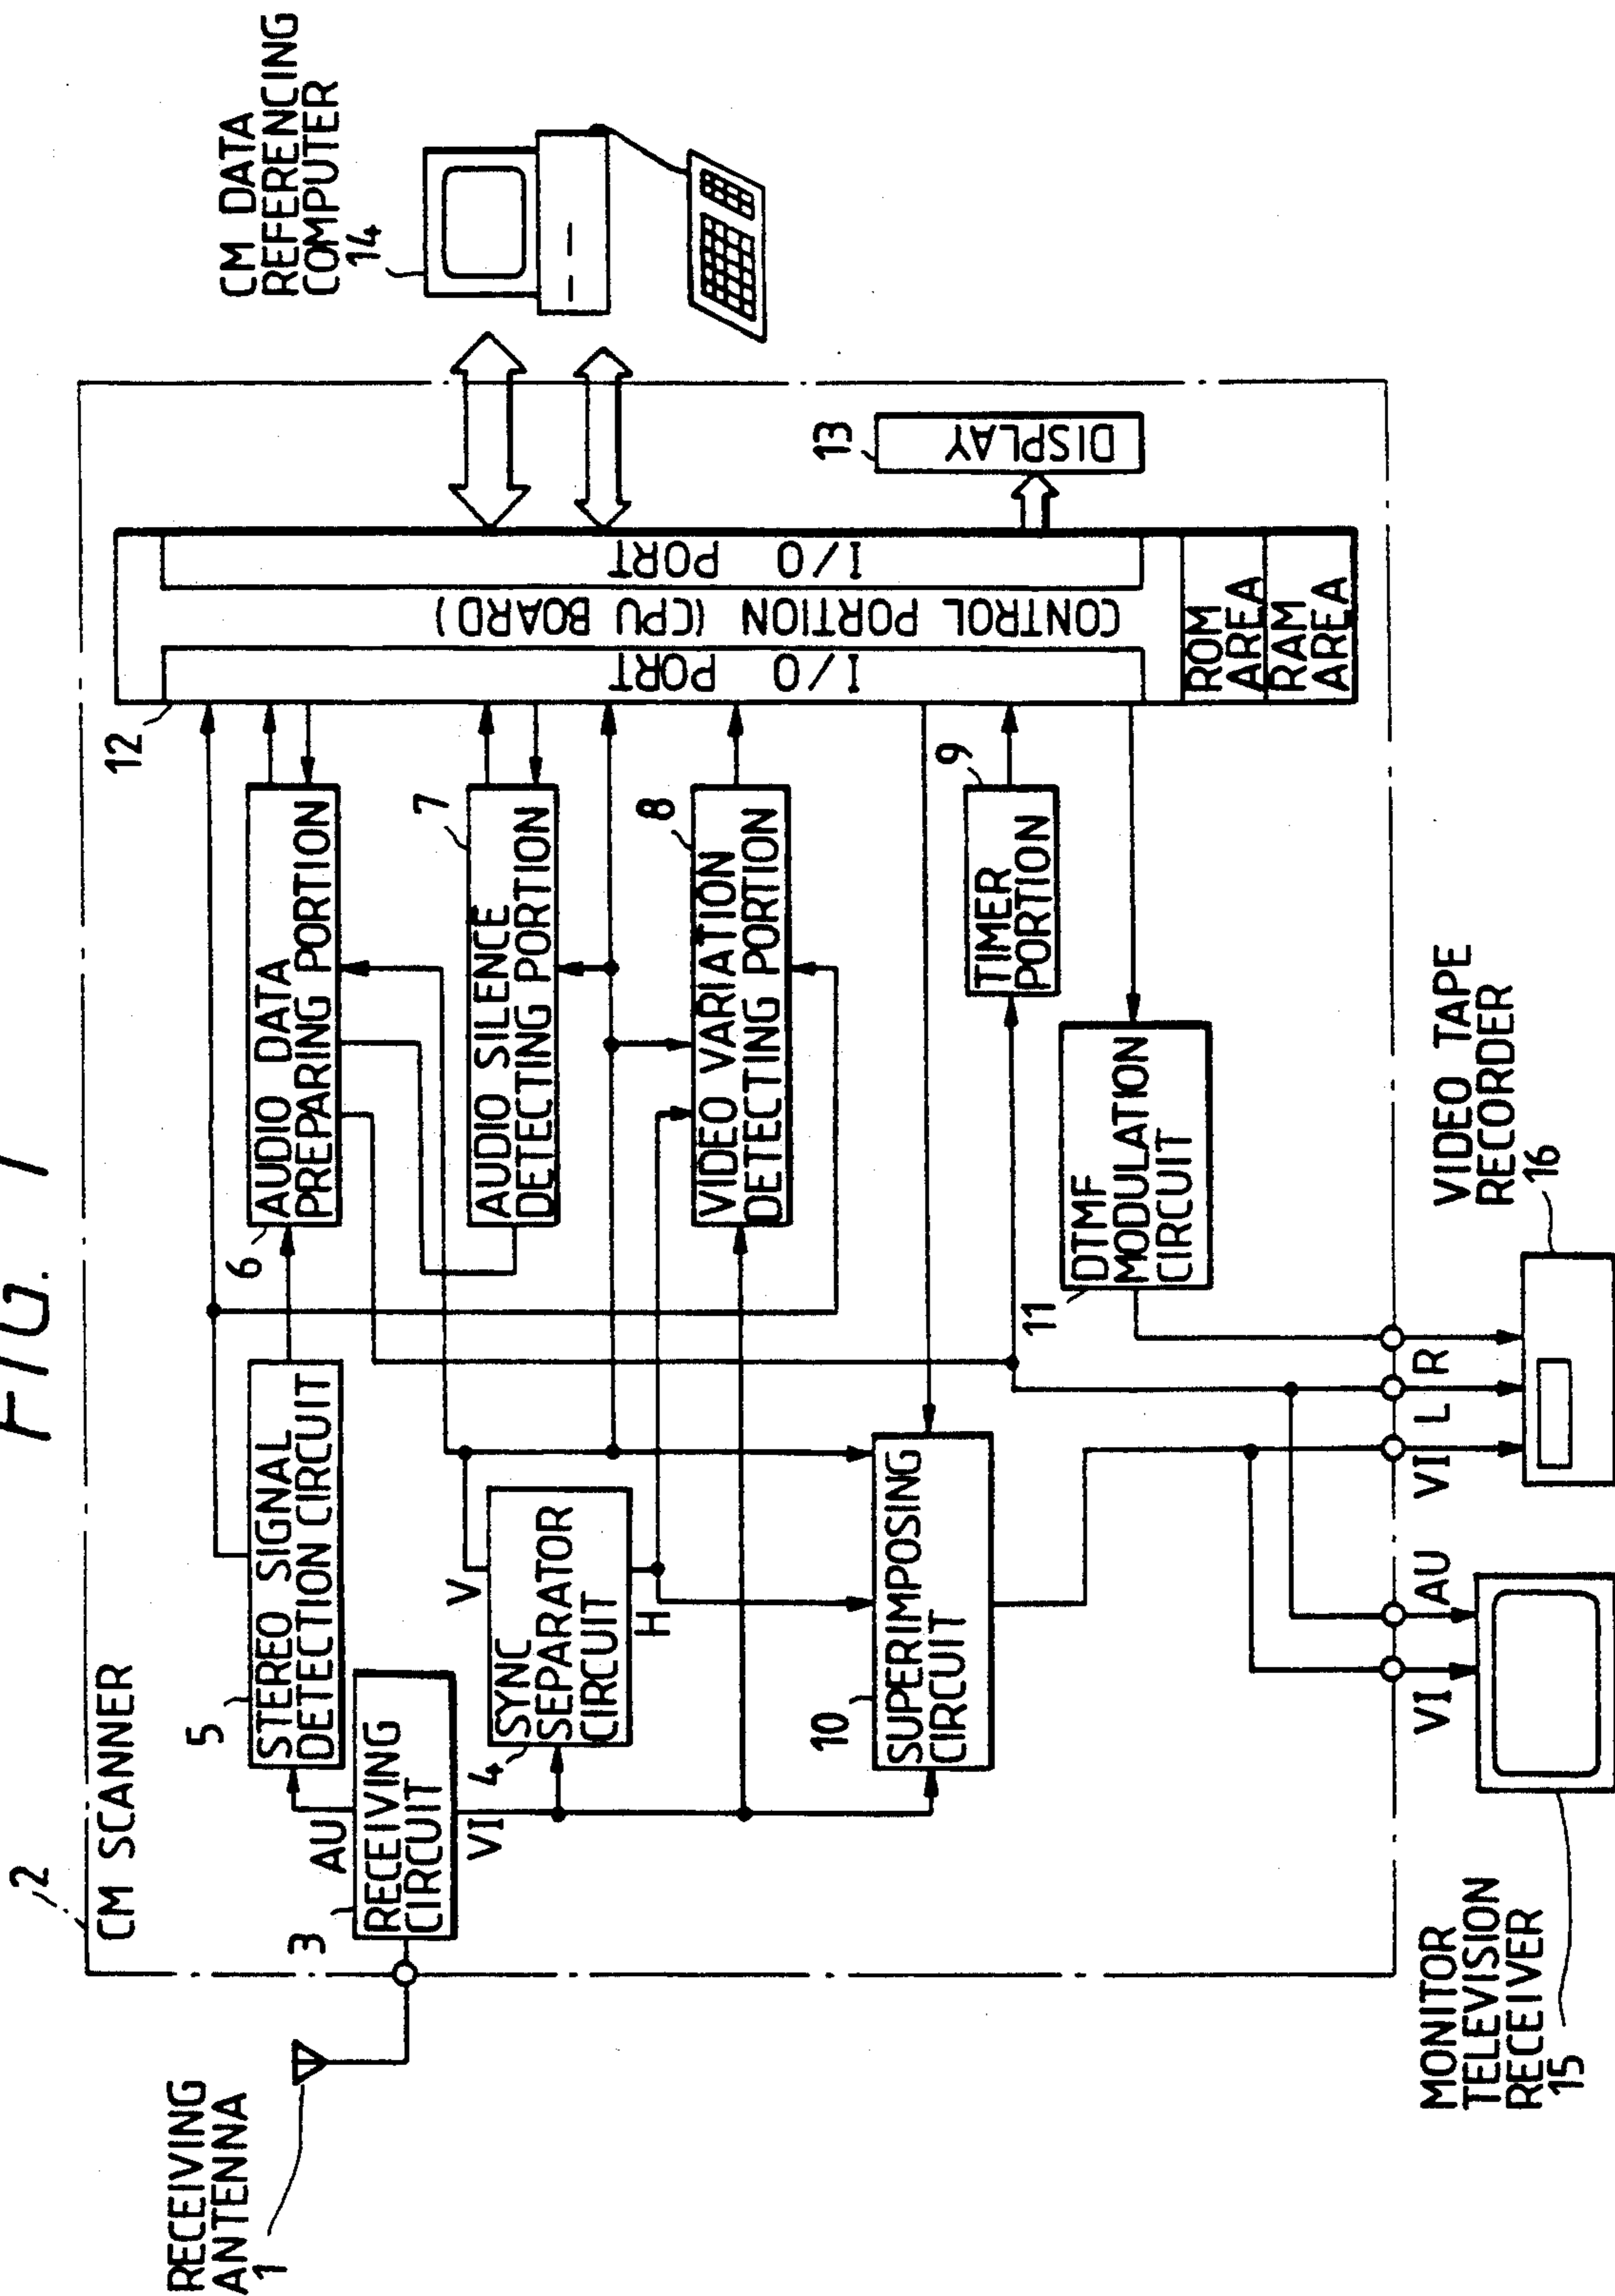 FIG. 1
RECEIVING
ANTENNA
1
2
CM SCANNER
3
RECEIVING
CIRCUIT
AU
VI
5
STEREO SIGNAL
DETECTION CIRCUIT
4
SYNC
SEPARATOR
CIRCUIT
V
H
10
SUPERIMPOSING
CIRCUIT
6
AUDIO DATA
PREPARING PORTION
7
AUDIO SILENCE
DETECTING PORTION
8
VIDEO VARIATION
DETECTING PORTION
9
TIMER
PORTION
11
DTMF
MODULATION
CIRCUIT
12
I/O PORT
CONTROL PORTION (CPU BOARD)
I/O PORT
ROM
AREA
RAM
AREA
13
DISPLAY
CM DATA
REFERENCING
COMPUTER
14
MONITOR
TELEVISION
RECEIVER
15
VI
AU
VI
L
R
VIDEO TAPE
RECORDER
16